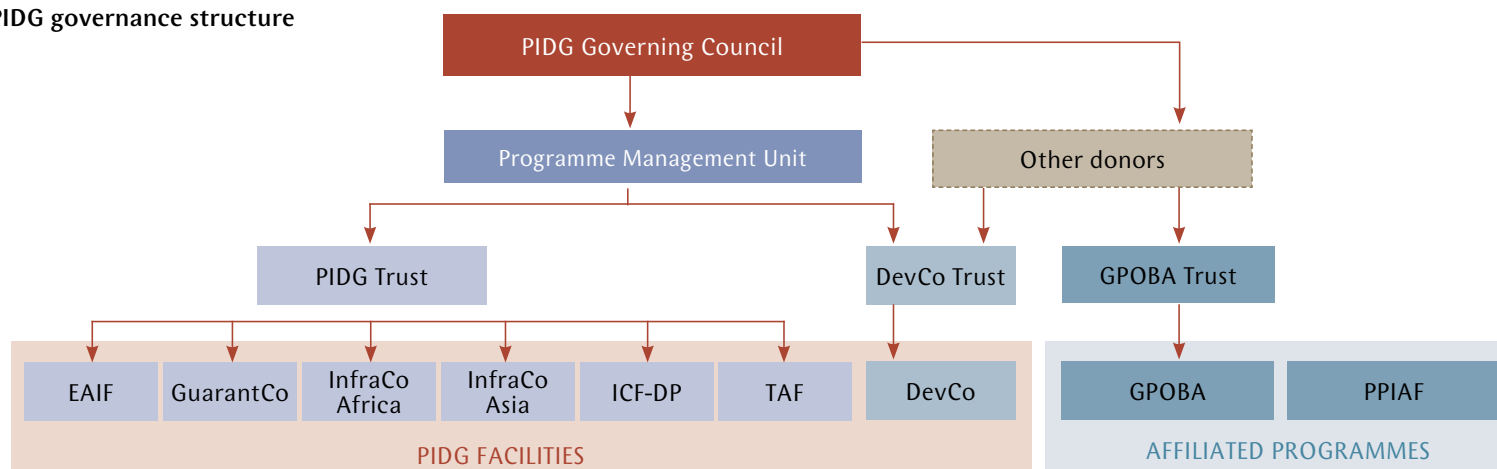 PIDG governance structure
PIDG Governing Council
Programme Management Unit
Other donors
PIDG Trust
DevCo Trust
GPOBA Trust
EAIF
GuarantCo
InfraCo
Africa
InfraCo
Asia
ICF-DP
TAF
DevCo
GPOBA
PPIAF
PIDG FACILITIES
AFFILIATED PROGRAMMES